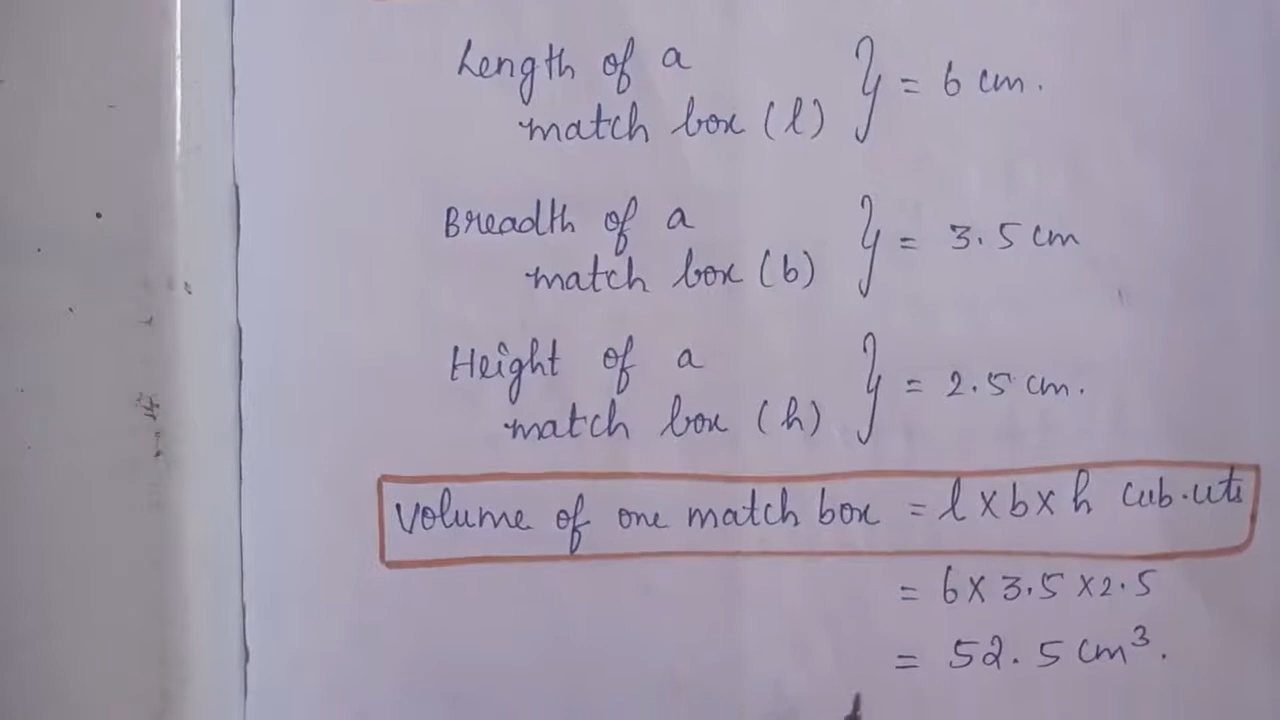 Length of a
match box (l) } = 6 cm.
Breadth of a
match box (b) } = 3.5 cm
Height of a
match box (h) } = 2.5 cm.
Volume of one match box = l x b x h cub.uts
= 6 x 3.5 x 2.5
= 52.5 cm³.